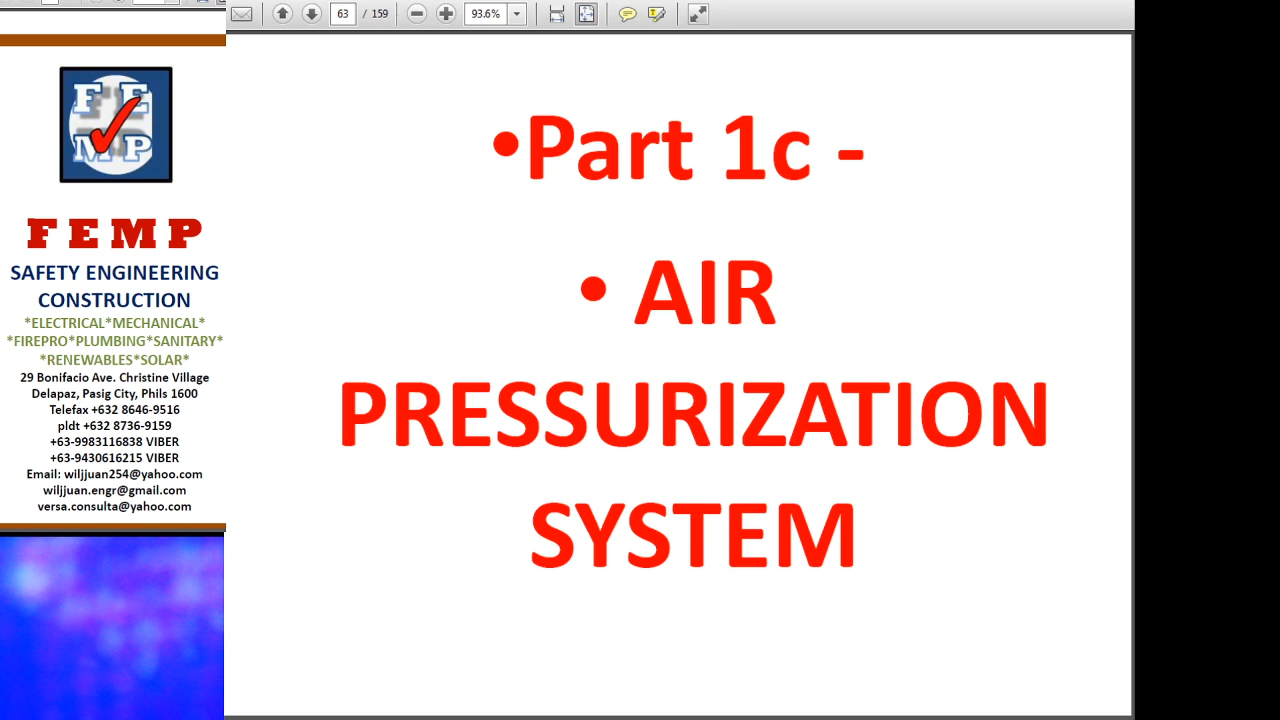 63 / 159
93.6%
F E
M P
F E M P
SAFETY ENGINEERING
CONSTRUCTION
*ELECTRICAL*MECHANICAL*
*FIREPRO*PLUMBING*SANITARY*
*RENEWABLES*SOLAR*
29 Bonifacio Ave. Christine Village
Delapaz, Pasig City, Phils 1600
Telefax +632 8646-9516
pldt +632 8736-9159
+63-9983116838 VIBER
+63-9430616215 VIBER
Email: wiljjuan254@yahoo.com
wiljjuan.engr@gmail.com
versa.consulta@yahoo.com
•Part 1c -
• AIR
PRESSURIZATION
SYSTEM